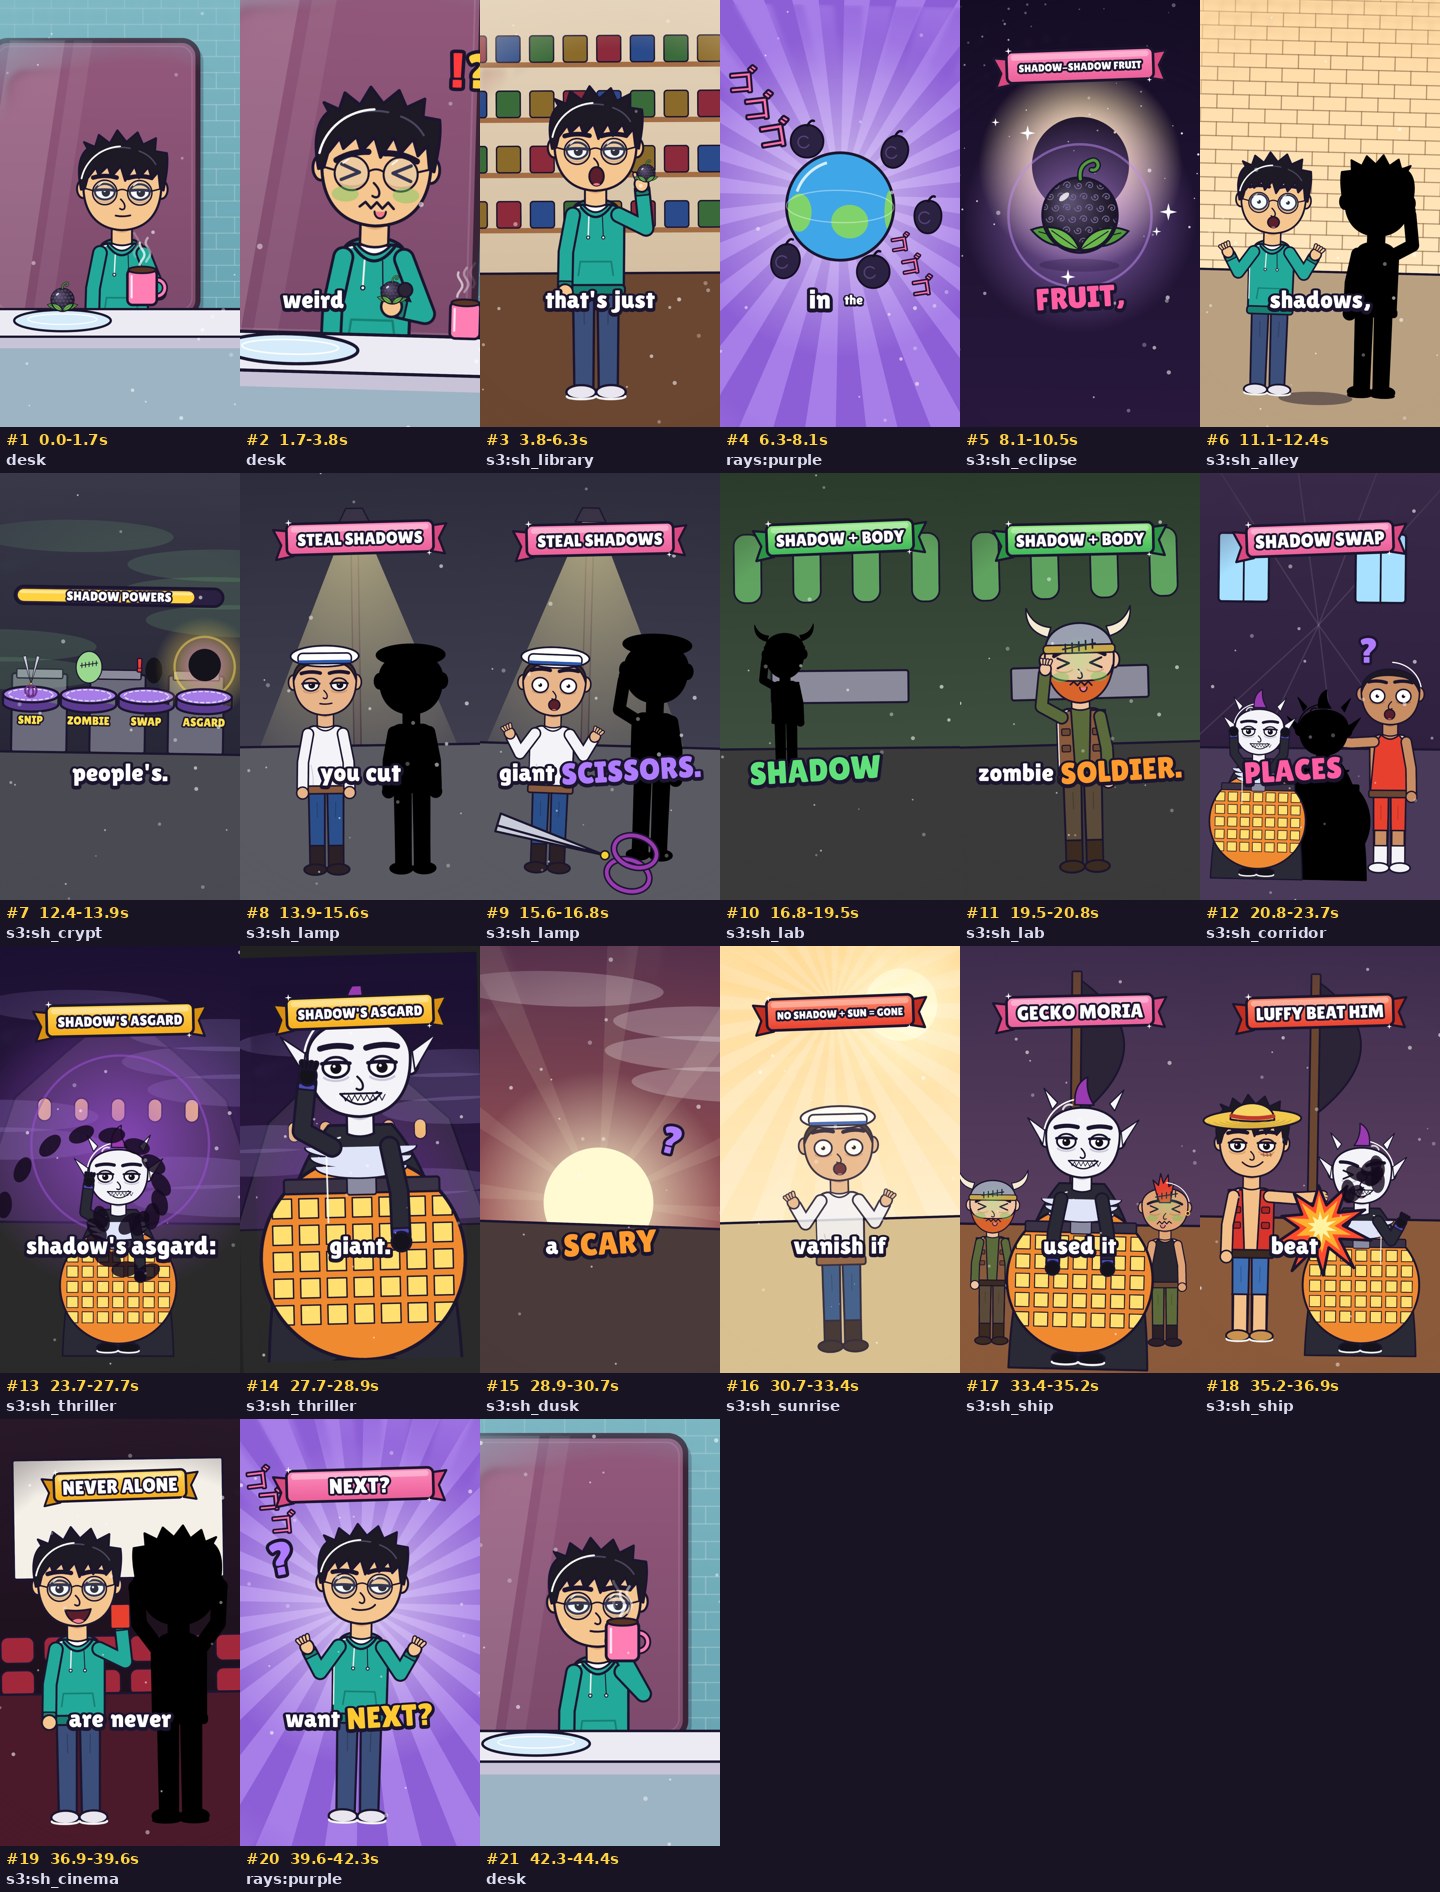 !?
weird
that's just
ゴゴゴ
in the
ゴゴゴ
SHADOW-SHADOW FRUIT
FRUIT,
shadows,
#1 0.0-1.7s
desk
#2 1.7-3.8s
desk
#3 3.8-6.3s
s3:sh_library
#4 6.3-8.1s
rays:purple
#5 8.1-10.5s
s3:sh_eclipse
#6 11.1-12.4s
s3:sh_alley
SHADOW POWERS
!
SNIP
ZOMBIE
SWAP
ASGARD
people's.
STEAL SHADOWS
you cut
STEAL SHADOWS
giant SCISSORS.
SHADOW + BODY
SHADOW
SHADOW + BODY
zombie SOLDIER.
SHADOW SWAP
?
PLACES
#7 12.4-13.9s
s3:sh_crypt
#8 13.9-15.6s
s3:sh_lamp
#9 15.6-16.8s
s3:sh_lamp
#10 16.8-19.5s
s3:sh_lab
#11 19.5-20.8s
s3:sh_lab
#12 20.8-23.7s
s3:sh_corridor
SHADOW'S ASGARD
shadow's asgard:
SHADOW'S ASGARD
giant.
?
a SCARY
NO SHADOW + SUN = GONE
vanish if
GECKO MORIA
used it
LUFFY BEAT HIM
beat
#13 23.7-27.7s
s3:sh_thriller
#14 27.7-28.9s
s3:sh_thriller
#15 28.9-30.7s
s3:sh_dusk
#16 30.7-33.4s
s3:sh_sunrise
#17 33.4-35.2s
s3:sh_ship
#18 35.2-36.9s
s3:sh_ship
NEVER ALONE
are never
NEXT?
ゴゴゴ
?
want NEXT?
#19 36.9-39.6s
s3:sh_cinema
#20 39.6-42.3s
rays:purple
#21 42.3-44.4s
desk